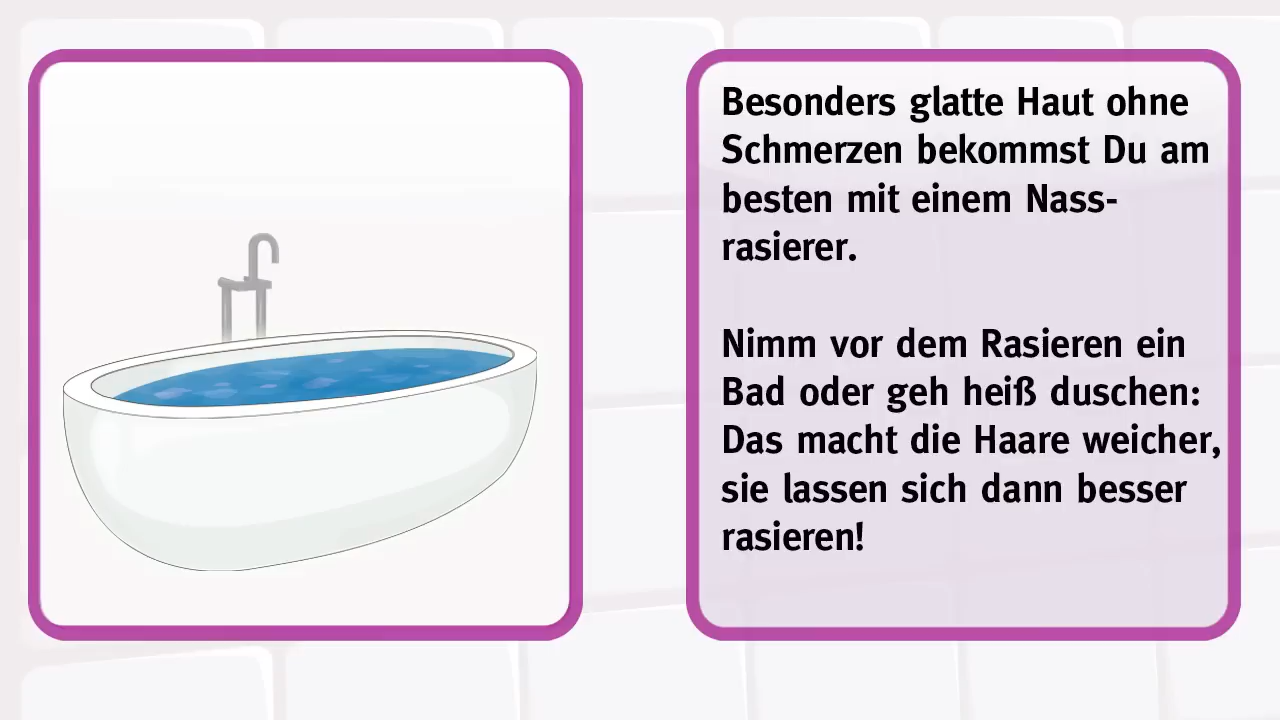 Besonders glatte Haut ohne
Schmerzen bekommst Du am
besten mit einem Nass-
rasierer.
Nimm vor dem Rasieren ein
Bad oder geh heiß duschen:
Das macht die Haare weicher,
sie lassen sich dann besser
rasieren!